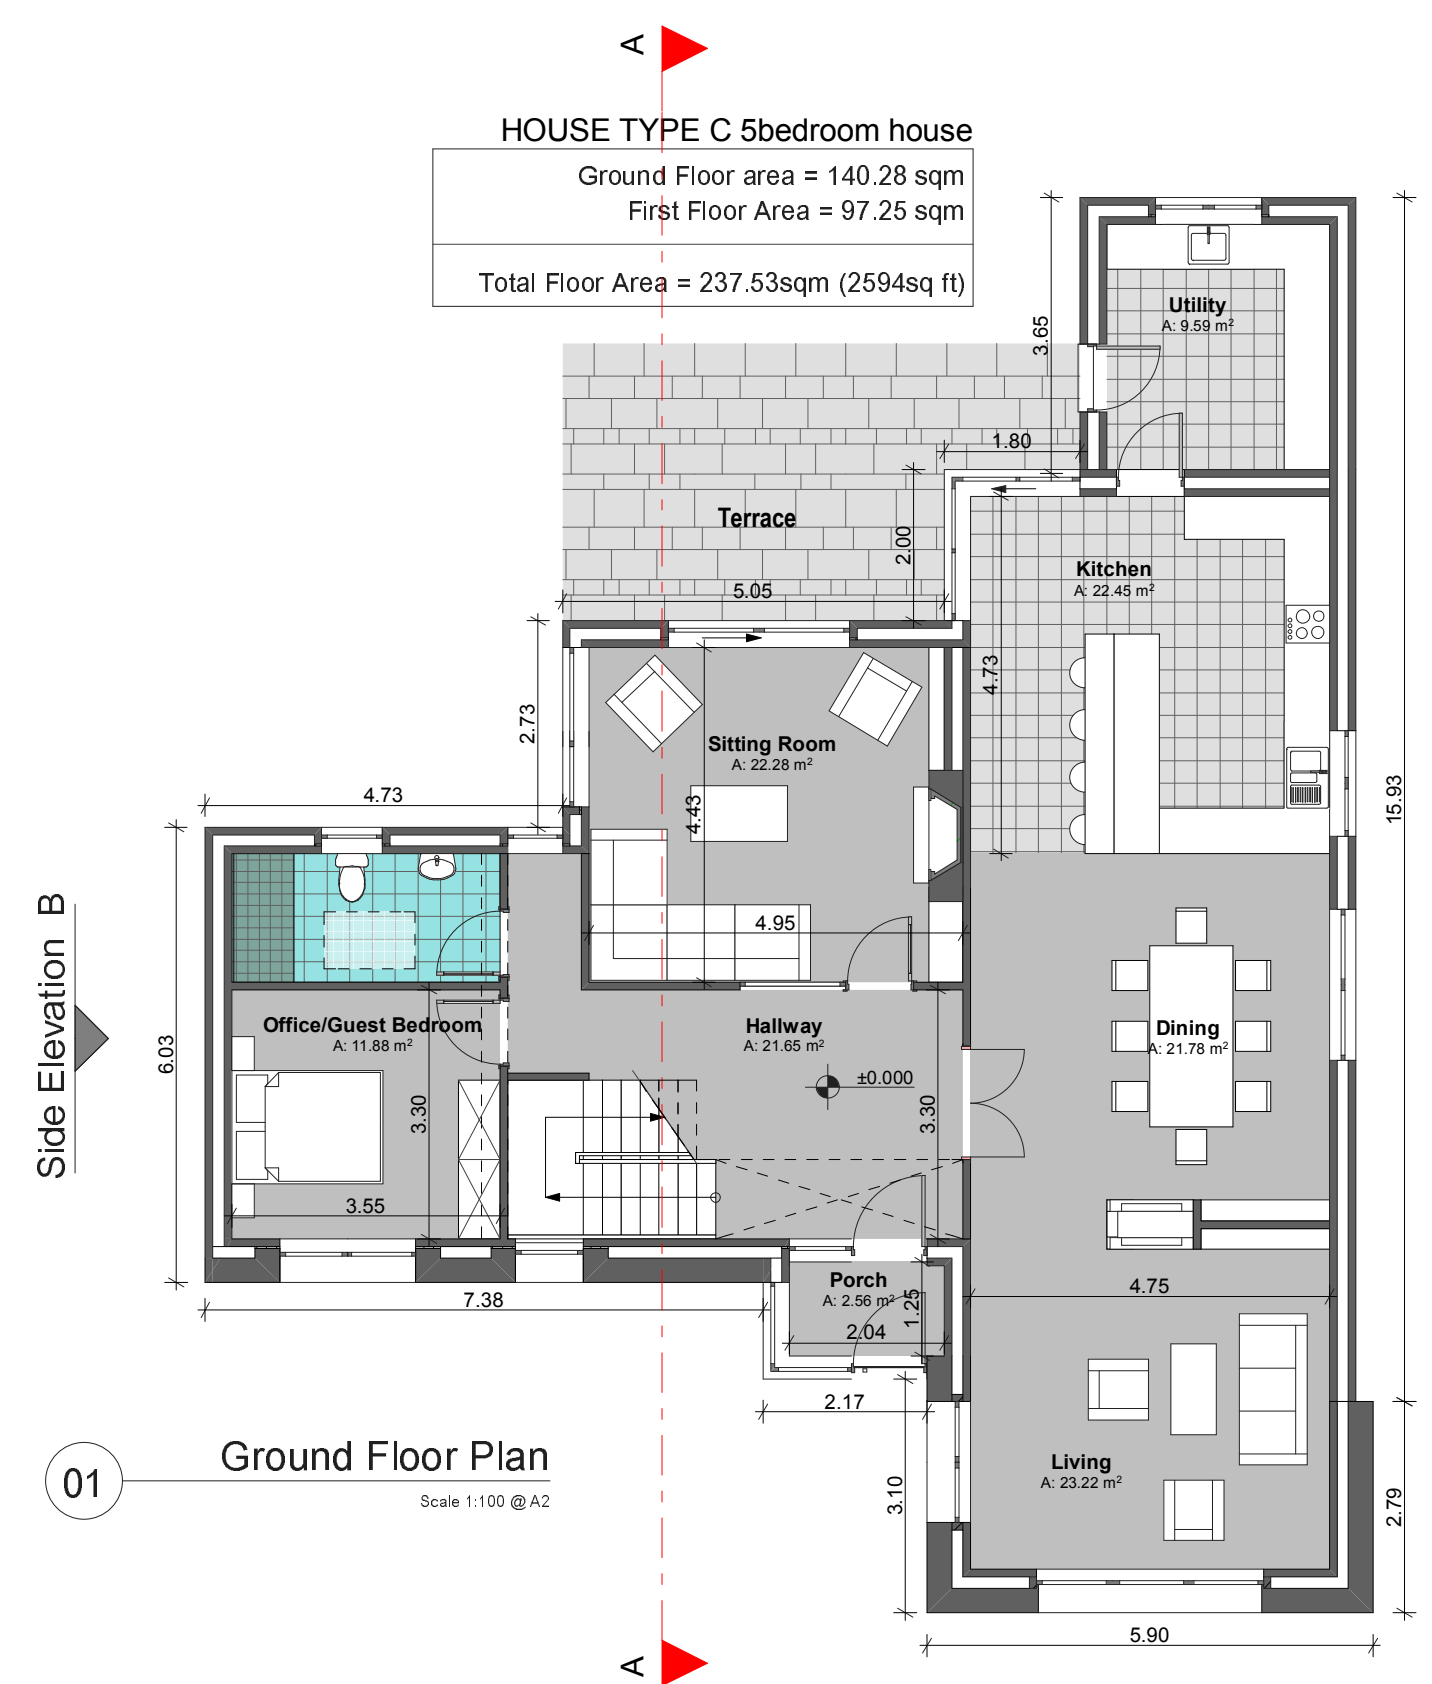 A
HOUSE TYPE C 5bedroom house
Ground Floor area = 140.28 sqm
First Floor Area = 97.25 sqm
Total Floor Area = 237.53sqm (2594sq ft)
Utility
A: 9.59 m²
3.65
1.80
Terrace
2.00
5.05
Kitchen
A: 22.45 m²
4.73
15.93
2.73
4.73
Sitting Room
A: 22.28 m²
4.43
4.95
Side Elevation B
6.03
Office/Guest Bedroom
A: 11.88 m²
3.30
3.55
Hallway
A: 21.65 m²
±0.000
3.30
Dining
A: 21.78 m²
7.38
Porch
A: 2.56 m²
1.25
2.04
2.17
4.75
3.10
Living
A: 23.22 m²
2.79
5.90
01
Ground Floor Plan
Scale 1:100 @ A2
A